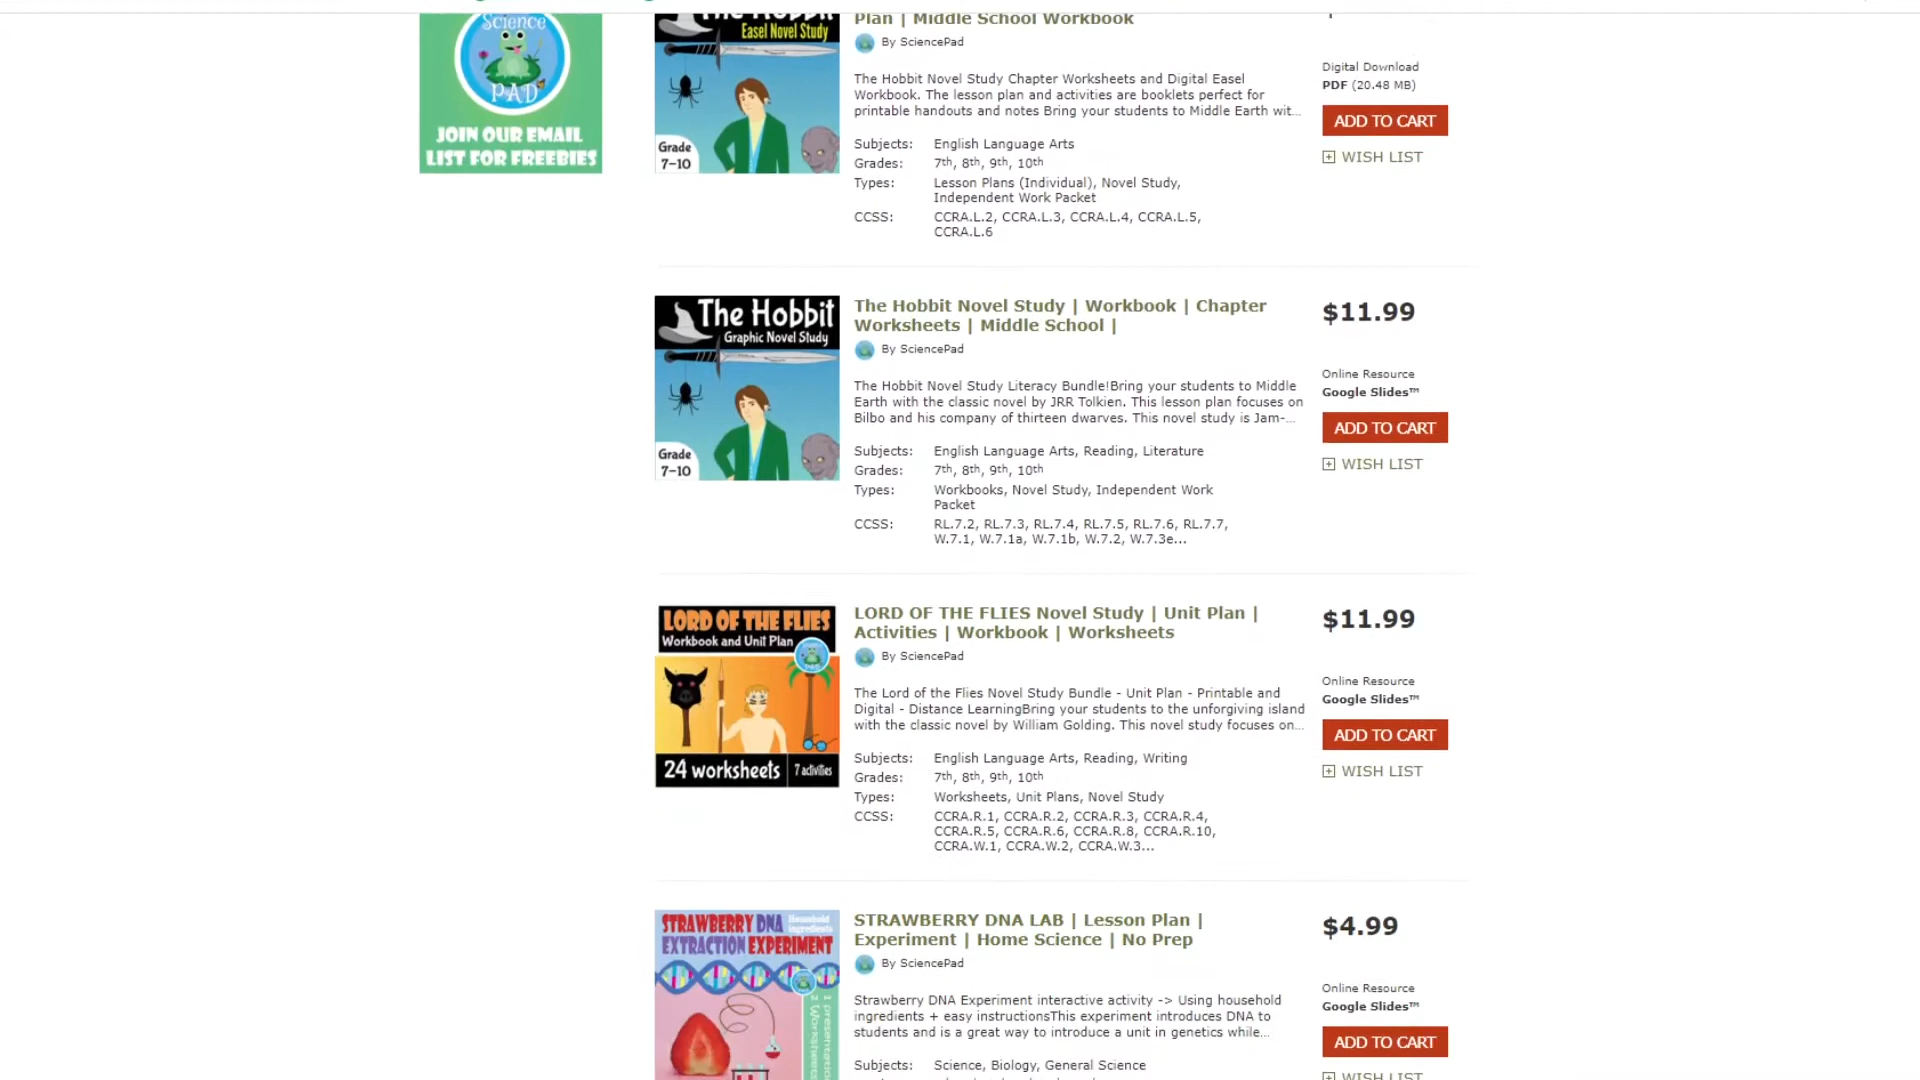 Science
PAD
JOIN OUR EMAIL
LIST FOR FREEBIES
The Hobbit
Easel Novel Study
Grade
7-10
Plan | Middle School Workbook
By SciencePad
The Hobbit Novel Study Chapter Worksheets and Digital Easel
Workbook. The lesson plan and activities are booklets perfect for
printable handouts and notes Bring your students to Middle Earth wit...
Subjects: English Language Arts
Grades: 7th, 8th, 9th, 10th
Types: Lesson Plans (Individual), Novel Study,
Independent Work Packet
CCSS: CCRA.L.2, CCRA.L.3, CCRA.L.4, CCRA.L.5,
CCRA.L.6
Digital Download
PDF (20.48 MB)
ADD TO CART
WISH LIST
The Hobbit
Graphic Novel Study
Grade
7-10
The Hobbit Novel Study | Workbook | Chapter
Worksheets | Middle School |
By SciencePad
The Hobbit Novel Study Literacy Bundle!Bring your students to Middle
Earth with the classic novel by JRR Tolkien. This lesson plan focuses on
Bilbo and his company of thirteen dwarves. This novel study is Jam-...
Subjects: English Language Arts, Reading, Literature
Grades: 7th, 8th, 9th, 10th
Types: Workbooks, Novel Study, Independent Work
Packet
CCSS: RL.7.2, RL.7.3, RL.7.4, RL.7.5, RL.7.6, RL.7.7,
W.7.1, W.7.1a, W.7.1b, W.7.2, W.7.3e...
$11.99
Online Resource
Google Slides™
ADD TO CART
WISH LIST
LORD OF THE FLIES
Workbook and Unit Plan
24 worksheets
7 activities
LORD OF THE FLIES Novel Study | Unit Plan |
Activities | Workbook | Worksheets
By SciencePad
The Lord of the Flies Novel Study Bundle - Unit Plan - Printable and
Digital - Distance LearningBring your students to the unforgiving island
with the classic novel by William Golding. This novel study focuses on...
Subjects: English Language Arts, Reading, Writing
Grades: 7th, 8th, 9th, 10th
Types: Worksheets, Unit Plans, Novel Study
CCSS: CCRA.R.1, CCRA.R.2, CCRA.R.3, CCRA.R.4,
CCRA.R.5, CCRA.R.6, CCRA.R.8, CCRA.R.10,
CCRA.W.1, CCRA.W.2, CCRA.W.3...
$11.99
Online Resource
Google Slides™
ADD TO CART
WISH LIST
STRAWBERRY DNA Household
ingredients
EXTRACTION EXPERIMENT
1 presentation
2 Worksheets
STRAWBERRY DNA LAB | Lesson Plan |
Experiment | Home Science | No Prep
By SciencePad
Strawberry DNA Experiment interactive activity -> Using household
ingredients + easy instructionsThis experiment introduces DNA to
students and is a great way to introduce a unit in genetics while...
Subjects: Science, Biology, General Science
$4.99
Online Resource
Google Slides™
ADD TO CART
WISH LIST